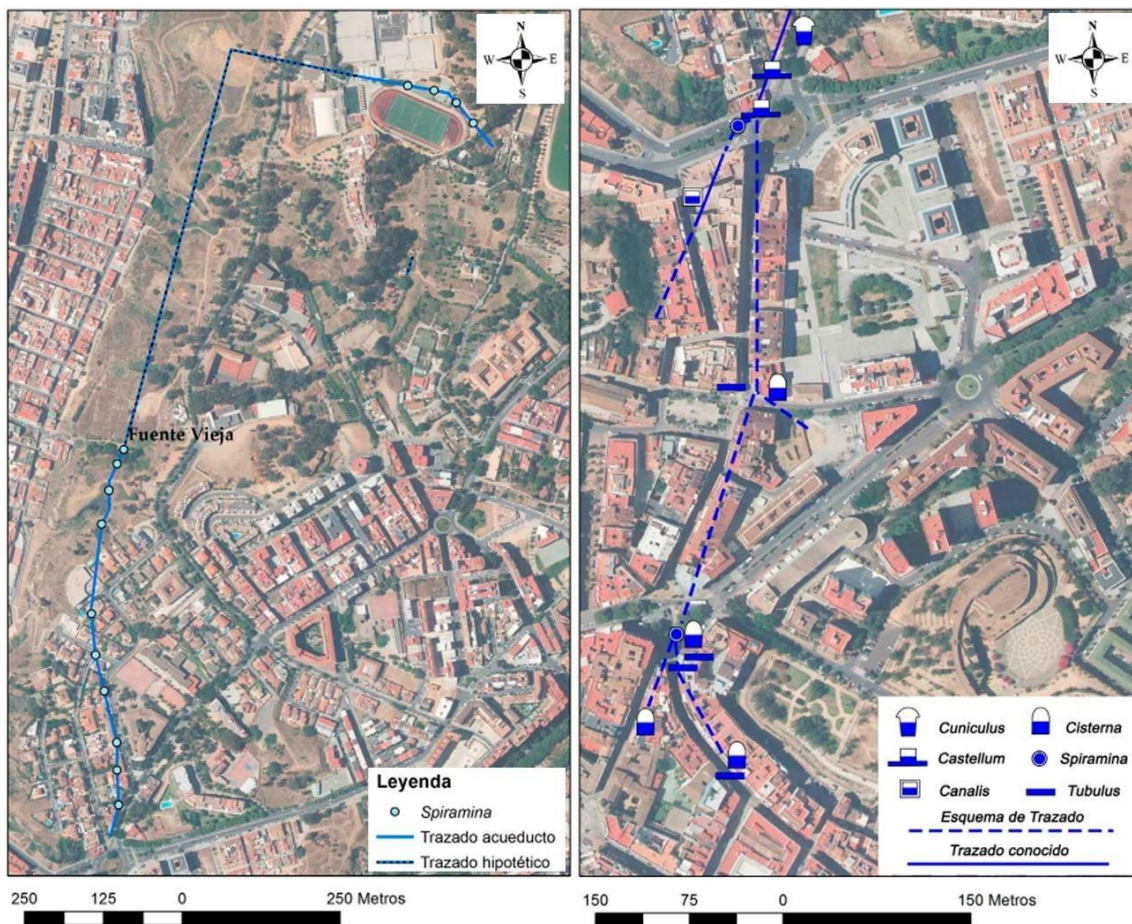 N
W E
S
Fuente Vieja
Leyenda
Spiramina
Trazado acueducto
Trazado hipotético
250 125 0 250 Metros
N
W E
S
Cuniculus Cisterna
Castellum Spiramina
Canalis Tubulus
Esquema de Trazado
Trazado conocido
150 75 0 150 Metros